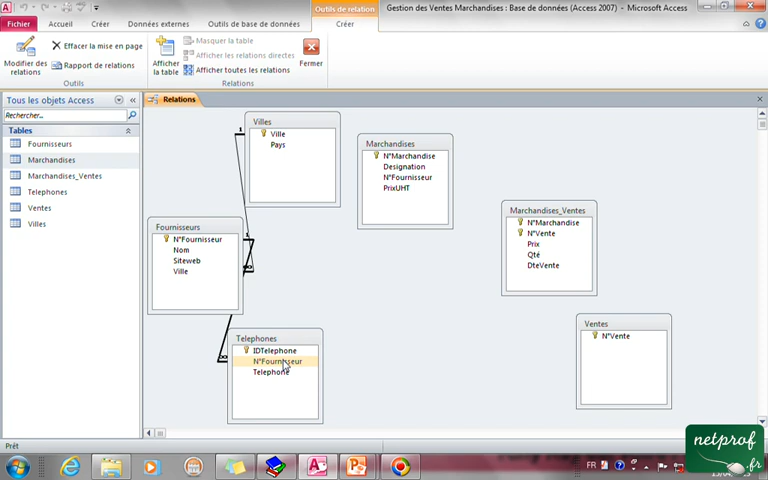 Outils de relation
Gestion des Ventes Marchandises : Base de données (Access 2007) - Microsoft Access
Fichier
Accueil
Créer
Données externes
Outils de base de données
Créer
Modifier des relations
Effacer la mise en page
Rapport de relations
Outils
Afficher la table
Masquer la table
Afficher les relations directes
Afficher toutes les relations
Relations
Fermer
Tous les objets Access
Rechercher...
Tables
Fournisseurs
Marchandises
Marchandises_Ventes
Telephones
Ventes
Villes
Relations
Villes
Ville
Pays
1
Marchandises
N°Marchandise
Designation
N°Fournisseur
PrixUHT
Marchandises_Ventes
N°Marchandise
N°Vente
Prix
Qté
DteVente
Fournisseurs
N°Fournisseur
Nom
Siteweb
Ville
1
∞
Telephones
IDTelephone
N°Fournisseur
Telephone
∞
Ventes
N°Vente
Prêt
FR
netprof
.fr